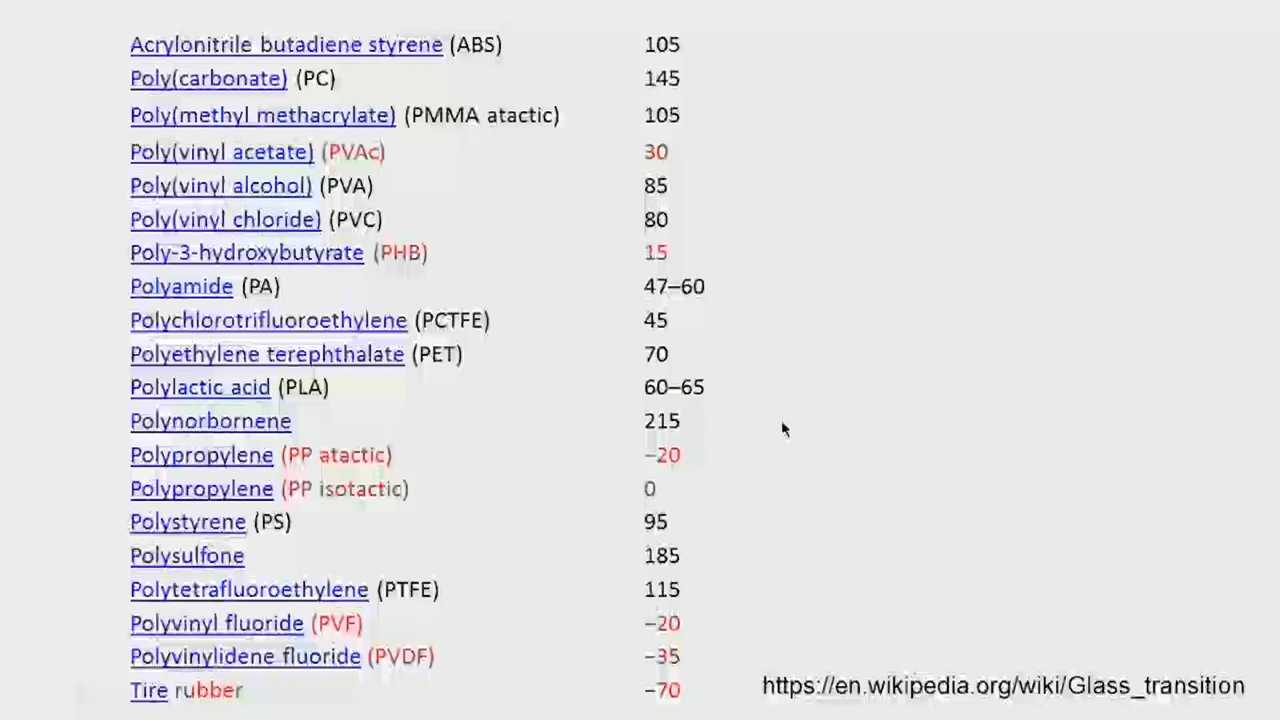 Acrylonitrile butadiene styrene (ABS) 105
Poly(carbonate) (PC) 145
Poly(methyl methacrylate) (PMMA atactic) 105
Poly(vinyl acetate) (PVAc) 30
Poly(vinyl alcohol) (PVA) 85
Poly(vinyl chloride) (PVC) 80
Poly-3-hydroxybutyrate (PHB) 15
Polyamide (PA) 47–60
Polychlorotrifluoroethylene (PCTFE) 45
Polyethylene terephthalate (PET) 70
Polylactic acid (PLA) 60–65
Polynorbornene 215
Polypropylene (PP atactic) −20
Polypropylene (PP isotactic) 0
Polystyrene (PS) 95
Polysulfone 185
Polytetrafluoroethylene (PTFE) 115
Polyvinyl fluoride (PVF) −20
Polyvinylidene fluoride (PVDF) −35
Tire rubber −70
https://en.wikipedia.org/wiki/Glass_transition